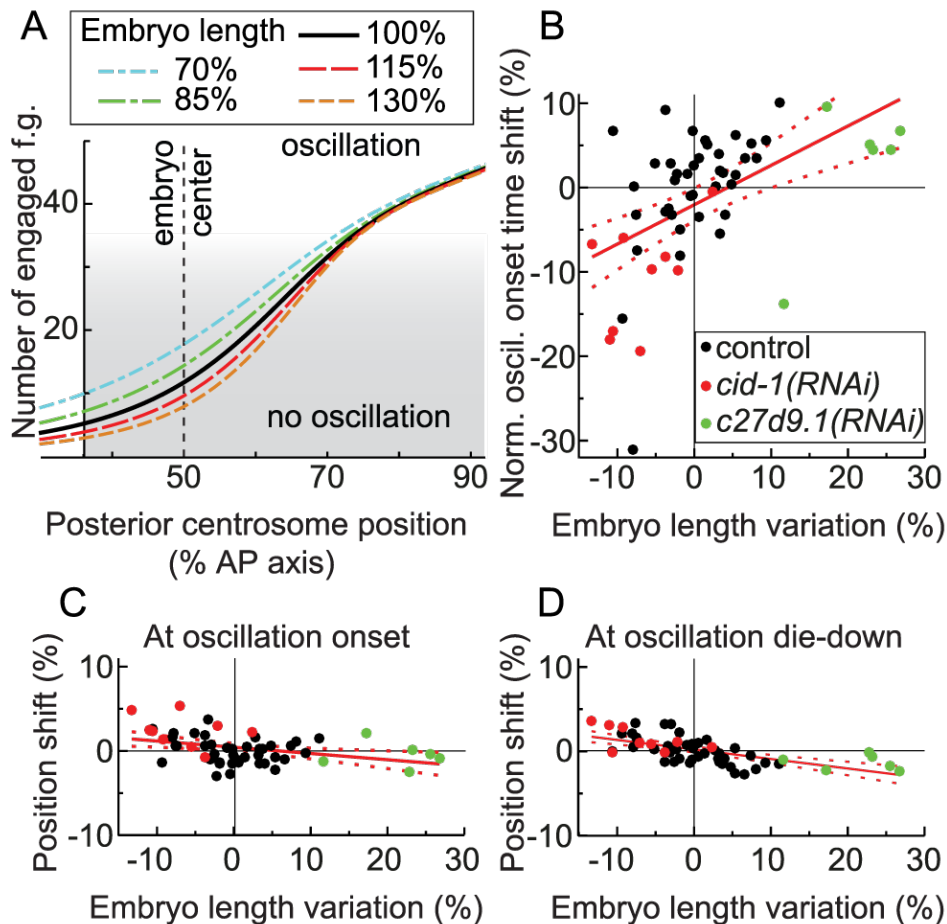 A
Embryo length
100%
70%
115%
85%
130%
oscillation
embryo
center
no oscillation
Number of engaged f.g.
40
20
50
70
90
Posterior centrosome position
(% AP axis)
B
Norm. oscil. onset time shift (%)
10
0
-10
-20
-30
control
cid-1(RNAi)
c27d9.1(RNAi)
-10
0
10
20
30
Embryo length variation (%)
C
At oscillation onset
Position shift (%)
10
0
-10
-10
0
10
20
30
Embryo length variation (%)
D
At oscillation die-down
Position shift (%)
10
0
-10
-10
0
10
20
30
Embryo length variation (%)